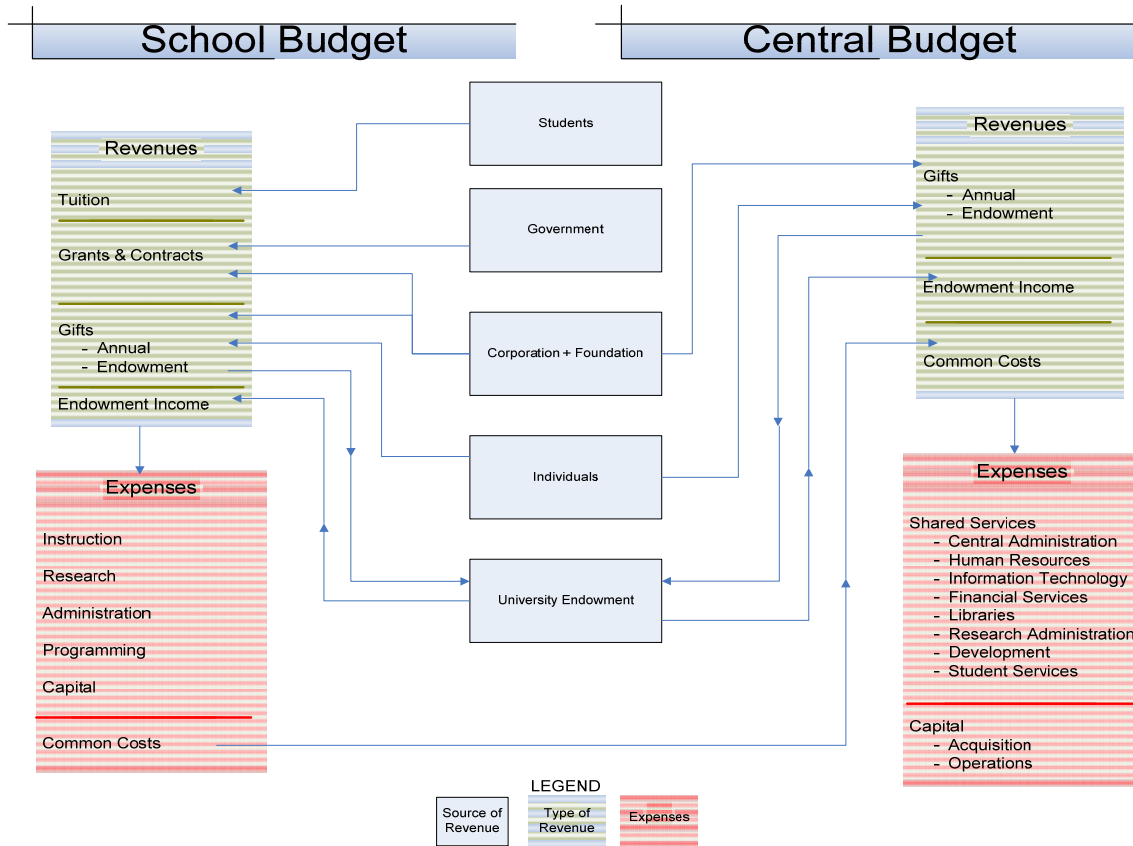 School Budget
Central Budget
Revenues
Tuition
Grants & Contracts
Gifts
- Annual
- Endowment
Endowment Income
Expenses
Instruction
Research
Administration
Programming
Capital
Common Costs
Students
Government
Corporation + Foundation
Individuals
University Endowment
Revenues
Gifts
- Annual
- Endowment
Endowment Income
Common Costs
Expenses
Shared Services
- Central Administration
- Human Resources
- Information Technology
- Financial Services
- Libraries
- Research Administration
- Development
- Student Services
Capital
- Acquisition
- Operations
LEGEND
Source of
Revenue
Type of
Revenue
Expenses